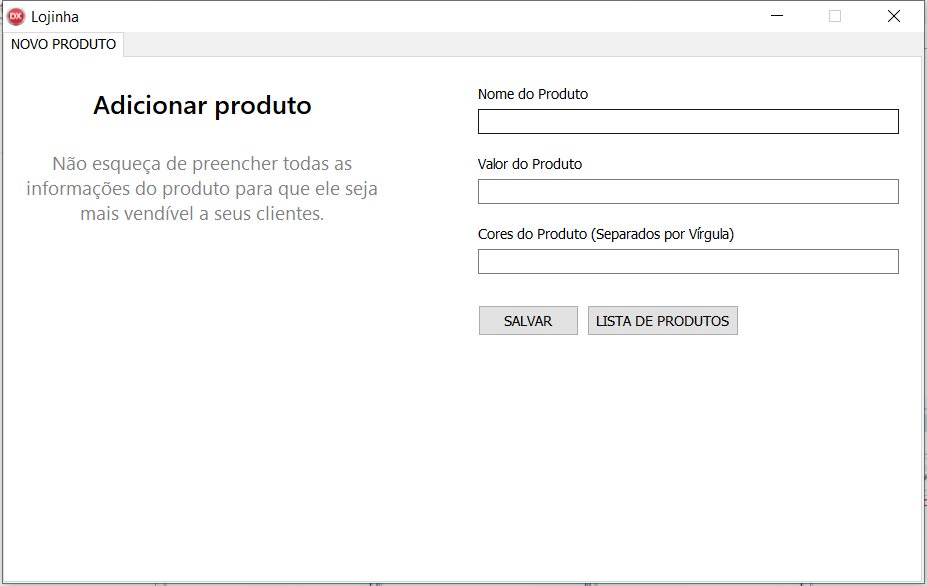 DX Lojinha
NOVO PRODUTO
Adicionar produto
Não esqueça de preencher todas as
informações do produto para que ele seja
mais vendível a seus clientes.
Nome do Produto
Valor do Produto
Cores do Produto (Separados por Vírgula)
SALVAR LISTA DE PRODUTOS